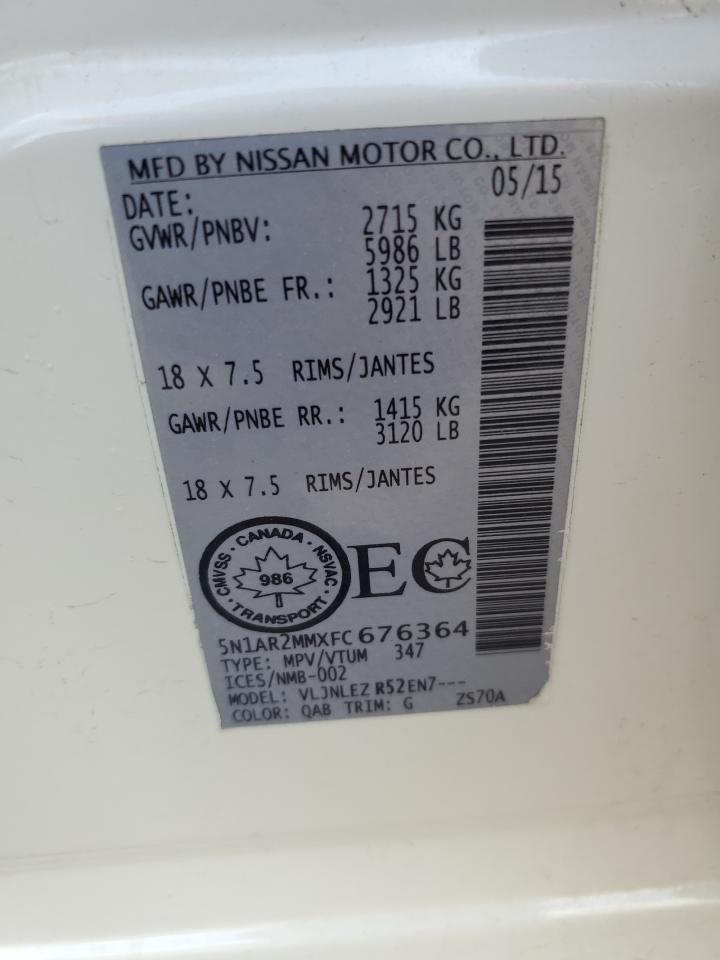 MFD BY NISSAN MOTOR CO., LTD.
DATE: 05/15
GVWR/PNBV: 2715 KG
5986 LB
GAWR/PNBE FR.: 1325 KG
2921 LB
18 X 7.5 RIMS/JANTES
GAWR/PNBE RR.: 1415 KG
3120 LB
18 X 7.5 RIMS/JANTES
CMVSS · CANADA · NSVAC
986
· TRANSPORT ·
EC
5N1AR2MMXFC676364
TYPE: MPV/VTUM 347
ICES/NMB-002
MODEL: VLJNLEZ R52EN7---
COLOR: QAB TRIM: G ZS70A